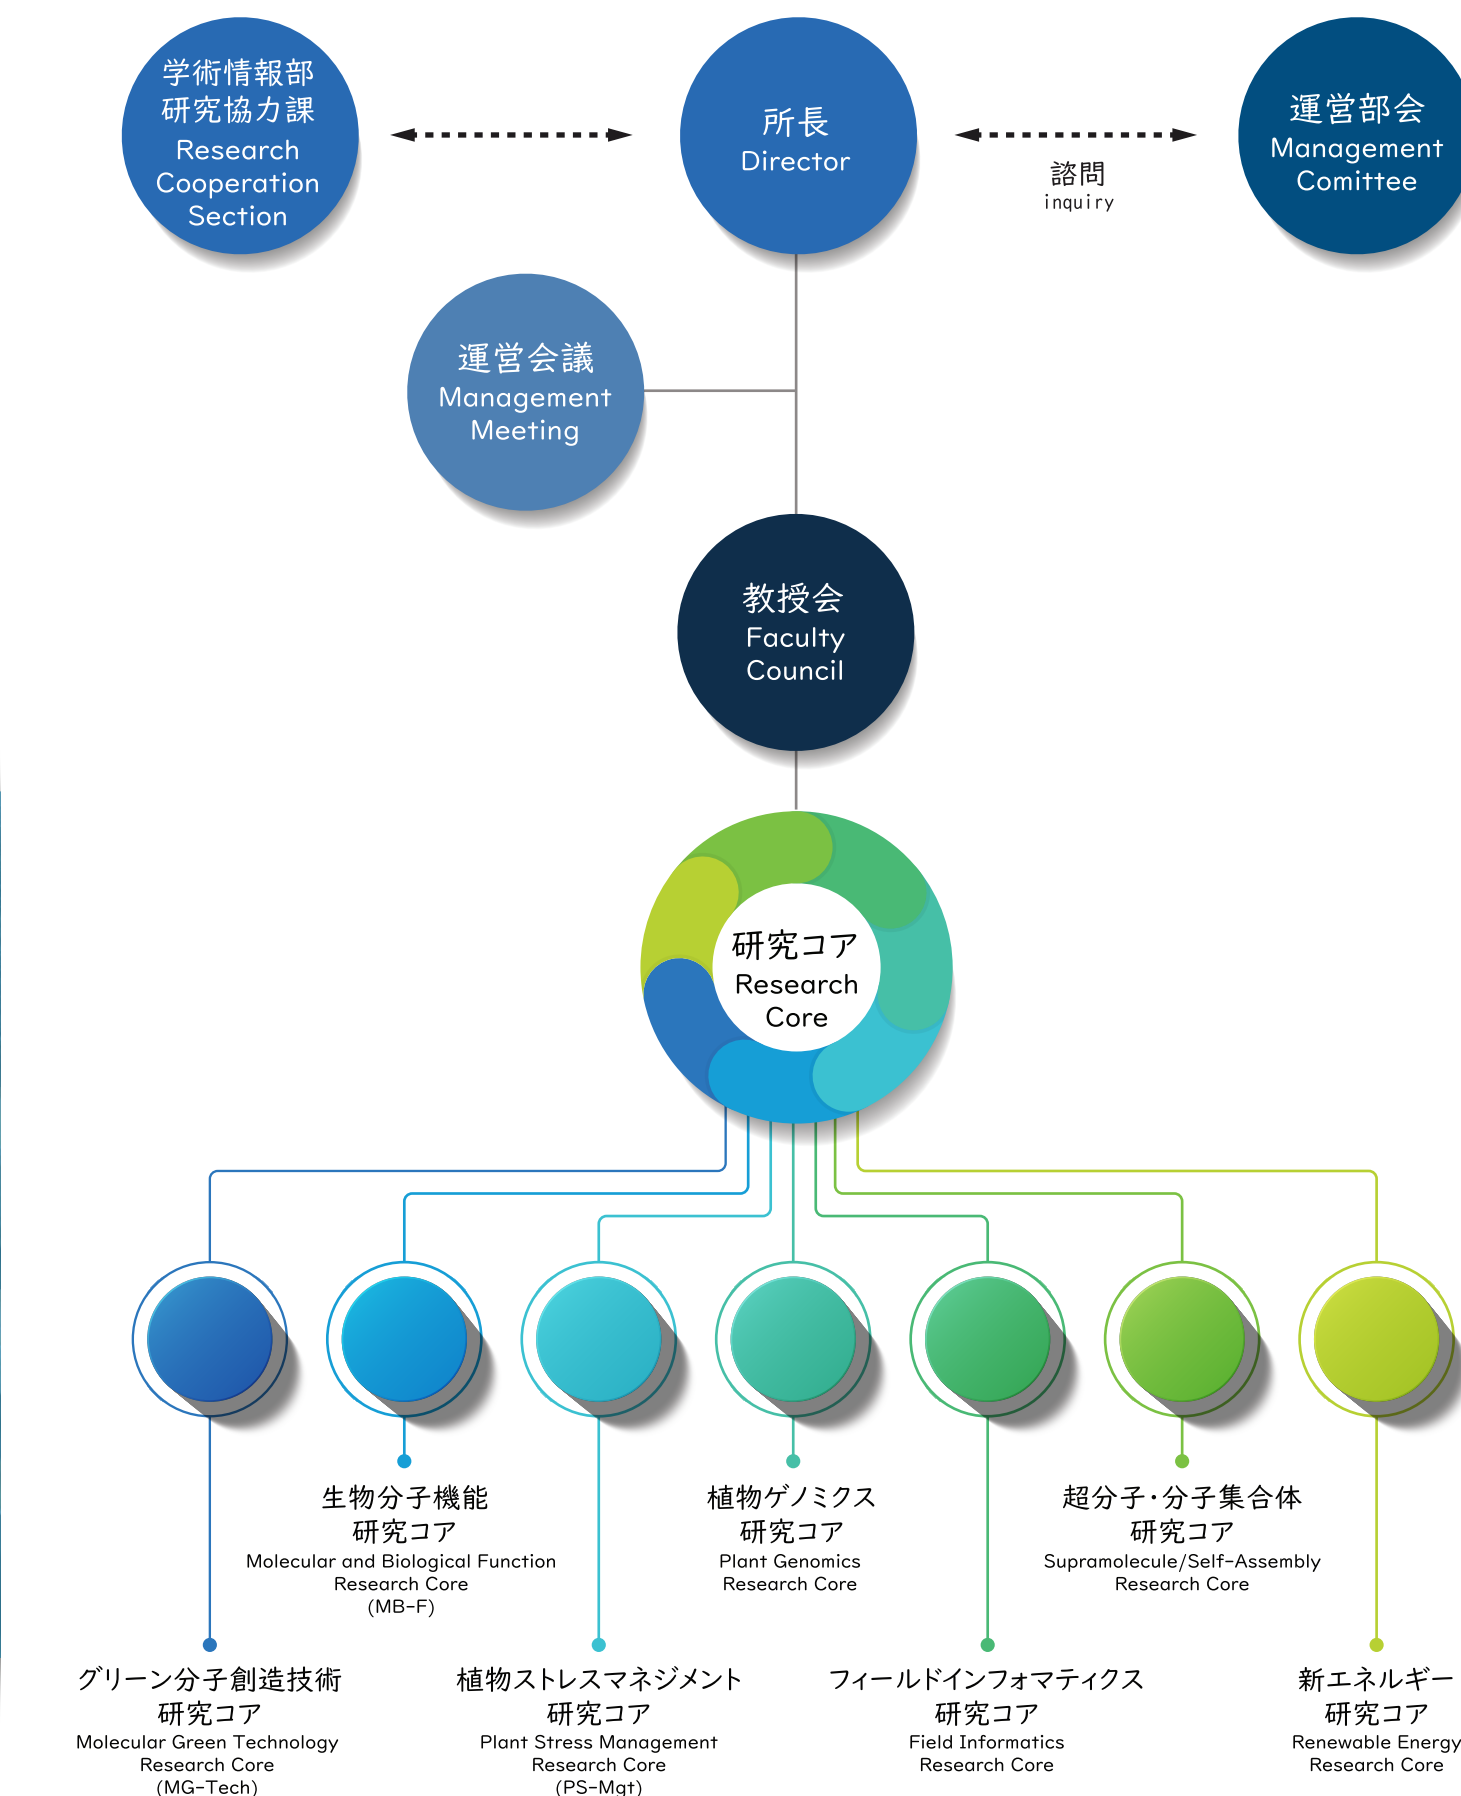 学術情報部
研究協力課
Research
Cooperation
Section
所長
Director
諮問
inquiry
運営部会
Management
Comittee
運営会議
Management
Meeting
教授会
Faculty
Council
研究コア
Research
Core
生物分子機能
研究コア
Molecular and Biological Function
Research Core
(MB-F)
植物ゲノミクス
研究コア
Plant Genomics
Research Core
超分子・分子集合体
研究コア
Supramolecule/Self-Assembly
Research Core
グリーン分子創造技術
研究コア
Molecular Green Technology
Research Core
(MG-Tech)
植物ストレスマネジメント
研究コア
Plant Stress Management
Research Core
(PS-Mgt)
フィールドインフォマティクス
研究コア
Field Informatics
Research Core
新エネルギー
研究コア
Renewable Energy
Research Core